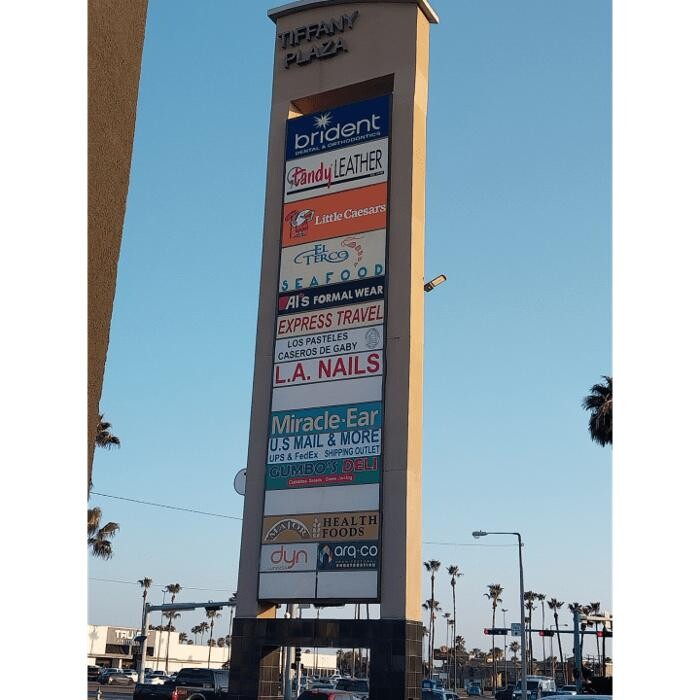 TIFFANY
PLAZA
brident
DENTAL & ORTHODONTICS
Tandy LEATHER
Little Caesars
EL
TERCO
SEAFOOD
Al's FORMAL WEAR
EXPRESS TRAVEL
LOS PASTELES
CASEROS DE GABY
L.A. NAILS
Miracle-Ear
U.S MAIL & MORE
UPS & FedEx SHIPPING OUTLET
GUMBO'S DELI
MAJOR HEALTH
FOODS
dyn
arq·co
CONSTRUCTION